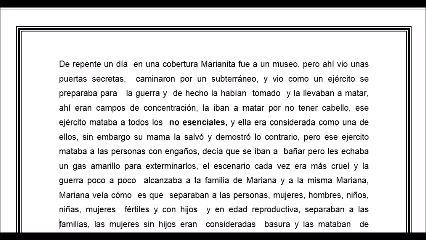 De repente un día en una cobertura Marianita fue a un museo. pero ahí vio unas
puertas secretas, caminaron por un subterráneo, y vio como un ejército se
preparaba para la guerra y de hecho la habían tomado y la llevaban a matar,
ahí eran campos de concentración, la iban a matar por no tener cabello, ese
ejército mataba a todos los no esenciales, y ella era considerada como una de
ellos, sin embargo su mama la salvó y demostró lo contrario, pero ese ejercito
mataba a las personas con engaños, decía que se iban a bañar pero les echaba
un gas amarillo para exterminarlos, el escenario cada vez era más cruel y la
guerra poco a poco alcanzaba a la familia de Mariana y a la misma Mariana,
Mariana veía cómo es que separaban a las personas, mujeres, hombres, niños,
niñas, mujeres fértiles y con hijos y en edad reproductiva, separaban a las
familias, las mujeres sin hijos eran consideradas basura y las mataban de